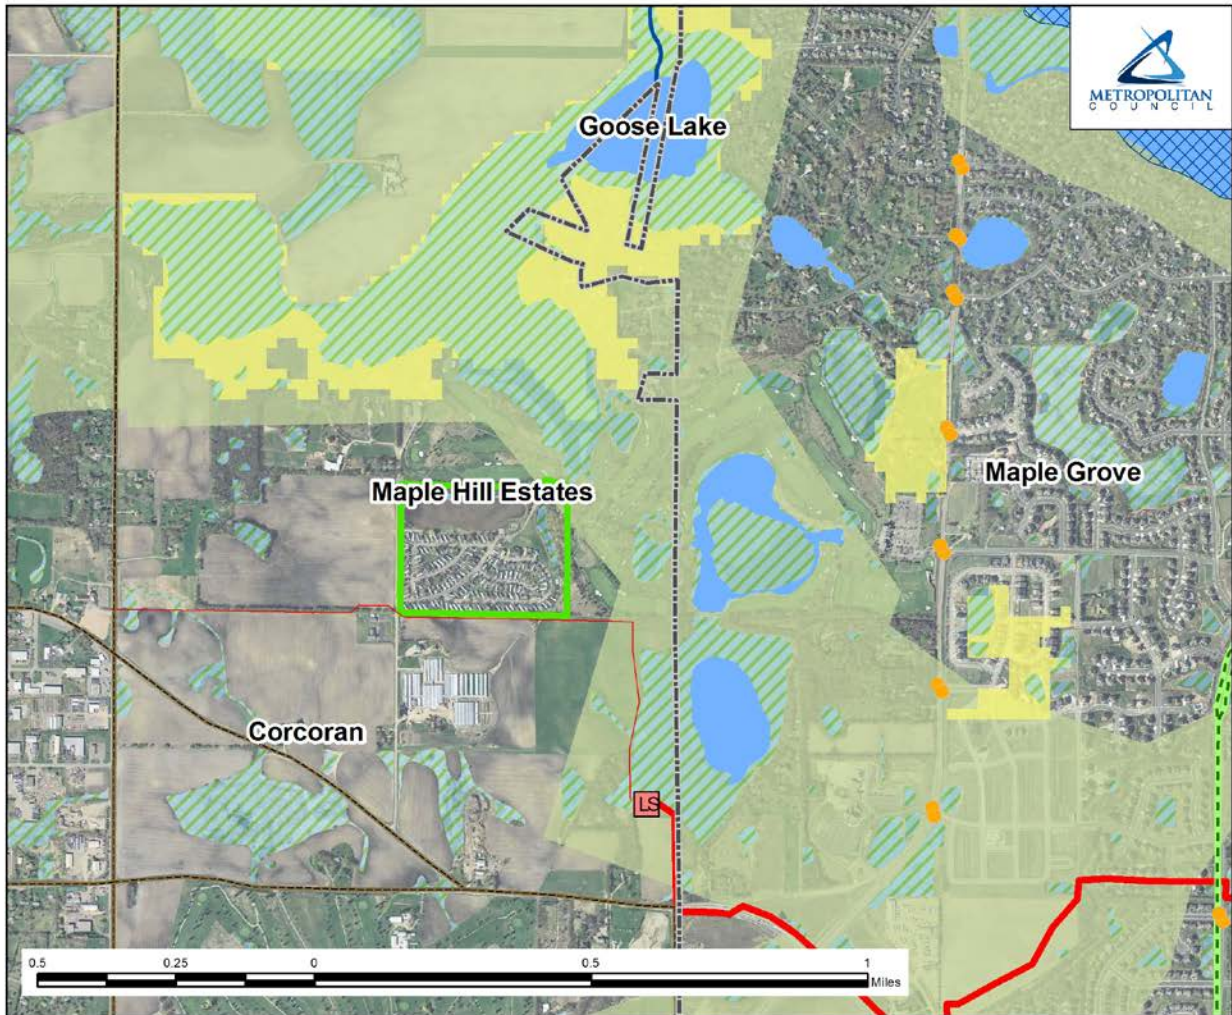 METROPOLITAN
COUNCIL
Goose Lake
Maple Grove
Maple Hill Estates
Corcoran
LS
0.5 0.25 0 0.5 1
Miles